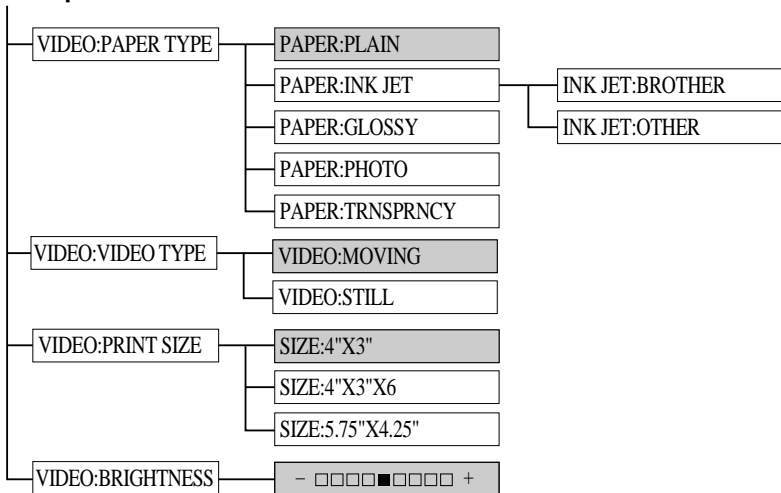 VIDEO:PAPER TYPE
PAPER:PLAIN
PAPER:INK JET
INK JET:BROTHER
INK JET:OTHER
PAPER:GLOSSY
PAPER:PHOTO
PAPER:TRNSPRNCY
VIDEO:VIDEO TYPE
VIDEO:MOVING
VIDEO:STILL
VIDEO:PRINT SIZE
SIZE:4"X3"
SIZE:4"X3"X6
SIZE:5.75"X4.25"
VIDEO:BRIGHTNESS
− □□□□■□□□□ +